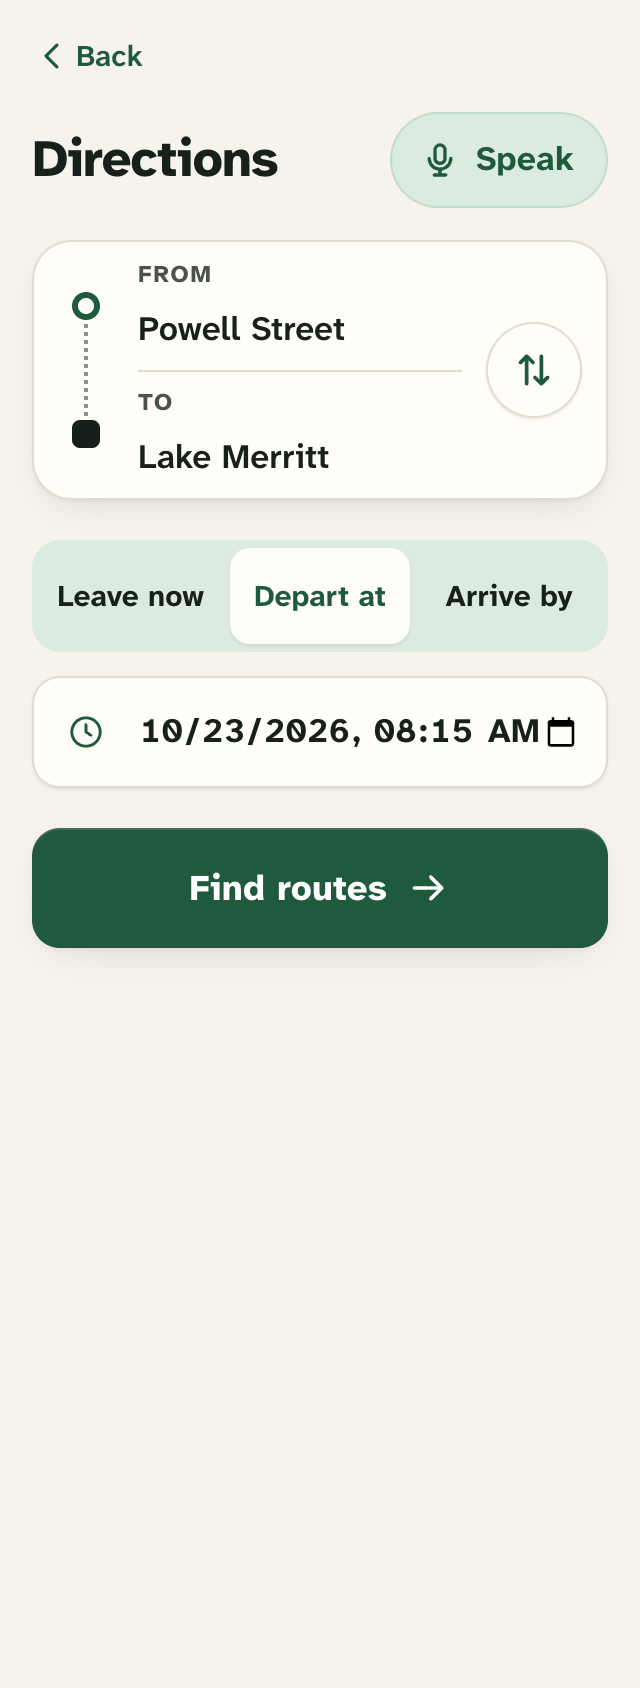 Back
Directions
Speak
FROM
Powell Street
TO
Lake Merritt
Leave now Depart at Arrive by
10/23/2026, 08:15 AM
Find routes